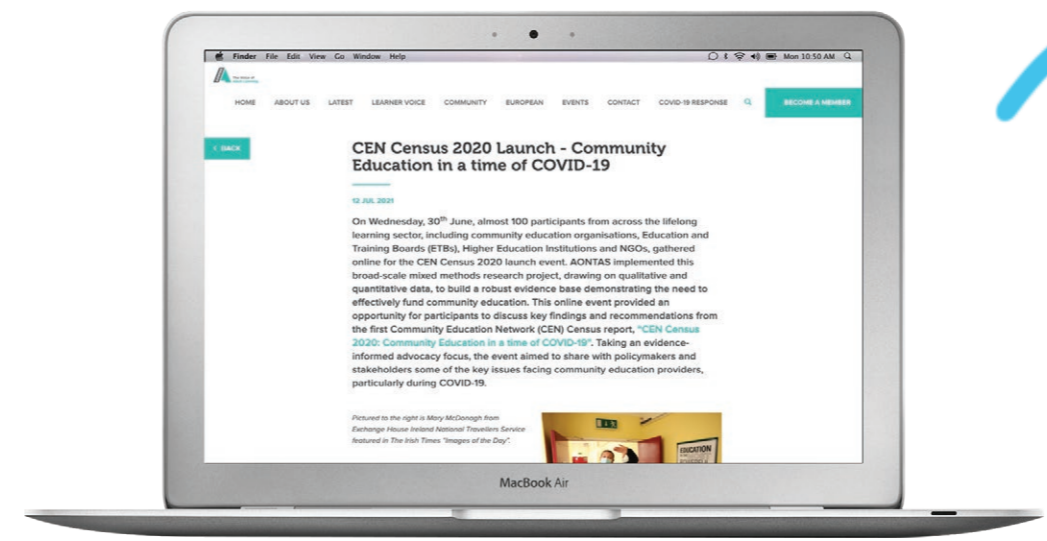 Finder File Edit View Go Window Help Mon 10:50 AM
The Voice of
HOME ABOUT US LATEST LEARNER VOICE COMMUNITY EUROPEAN EVENTS CONTACT COVID-19 RESPONSE BECOME A MEMBER
< BACK
CEN Census 2020 Launch - Community
Education in a time of COVID-19
12 JUL 2021
On Wednesday, 30th June, almost 100 participants from across the lifelong
learning sector, including community education organisations, Education and
Training Boards (ETBs), Higher Education Institutions and NGOs, gathered
online for the CEN Census 2020 launch event. AONTAS implemented this
broad-scale mixed methods research project, drawing on qualitative and
quantitative data, to build a robust evidence base demonstrating the need to
effectively fund community education. This online event provided an
opportunity for participants to discuss key findings and recommendations from
the first Community Education Network (CEN) Census report, "CEN Census
2020: Community Education in a time of COVID-19". Taking an evidence-
informed advocacy focus, the event aimed to share with policymakers and
stakeholders some of the key issues facing community education providers,
particularly during COVID-19.
Pictured to the right is Mary McDonagh from
Exchange House Ireland National Travellers Service
featured in The Irish Times "Images of the Day".
EDUCATION
MacBook Air